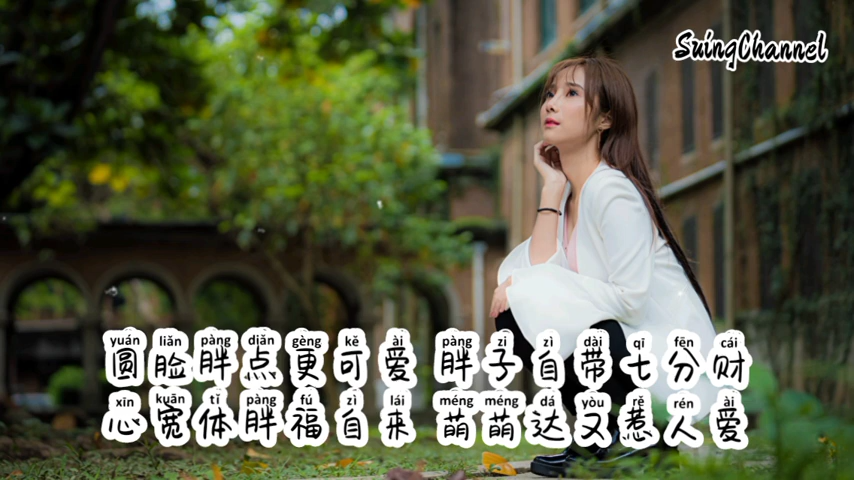 SuingChannel
yuán liǎn pàng diǎn gèng kě ài pàng zi zì dài qī fēn cái
圆脸胖点更可爱 胖子自带七分财
xīn kuān tǐ pàng fú zì lái méng méng dá yòu rě rén ài
心宽体胖福自来 萌萌达又惹人爱